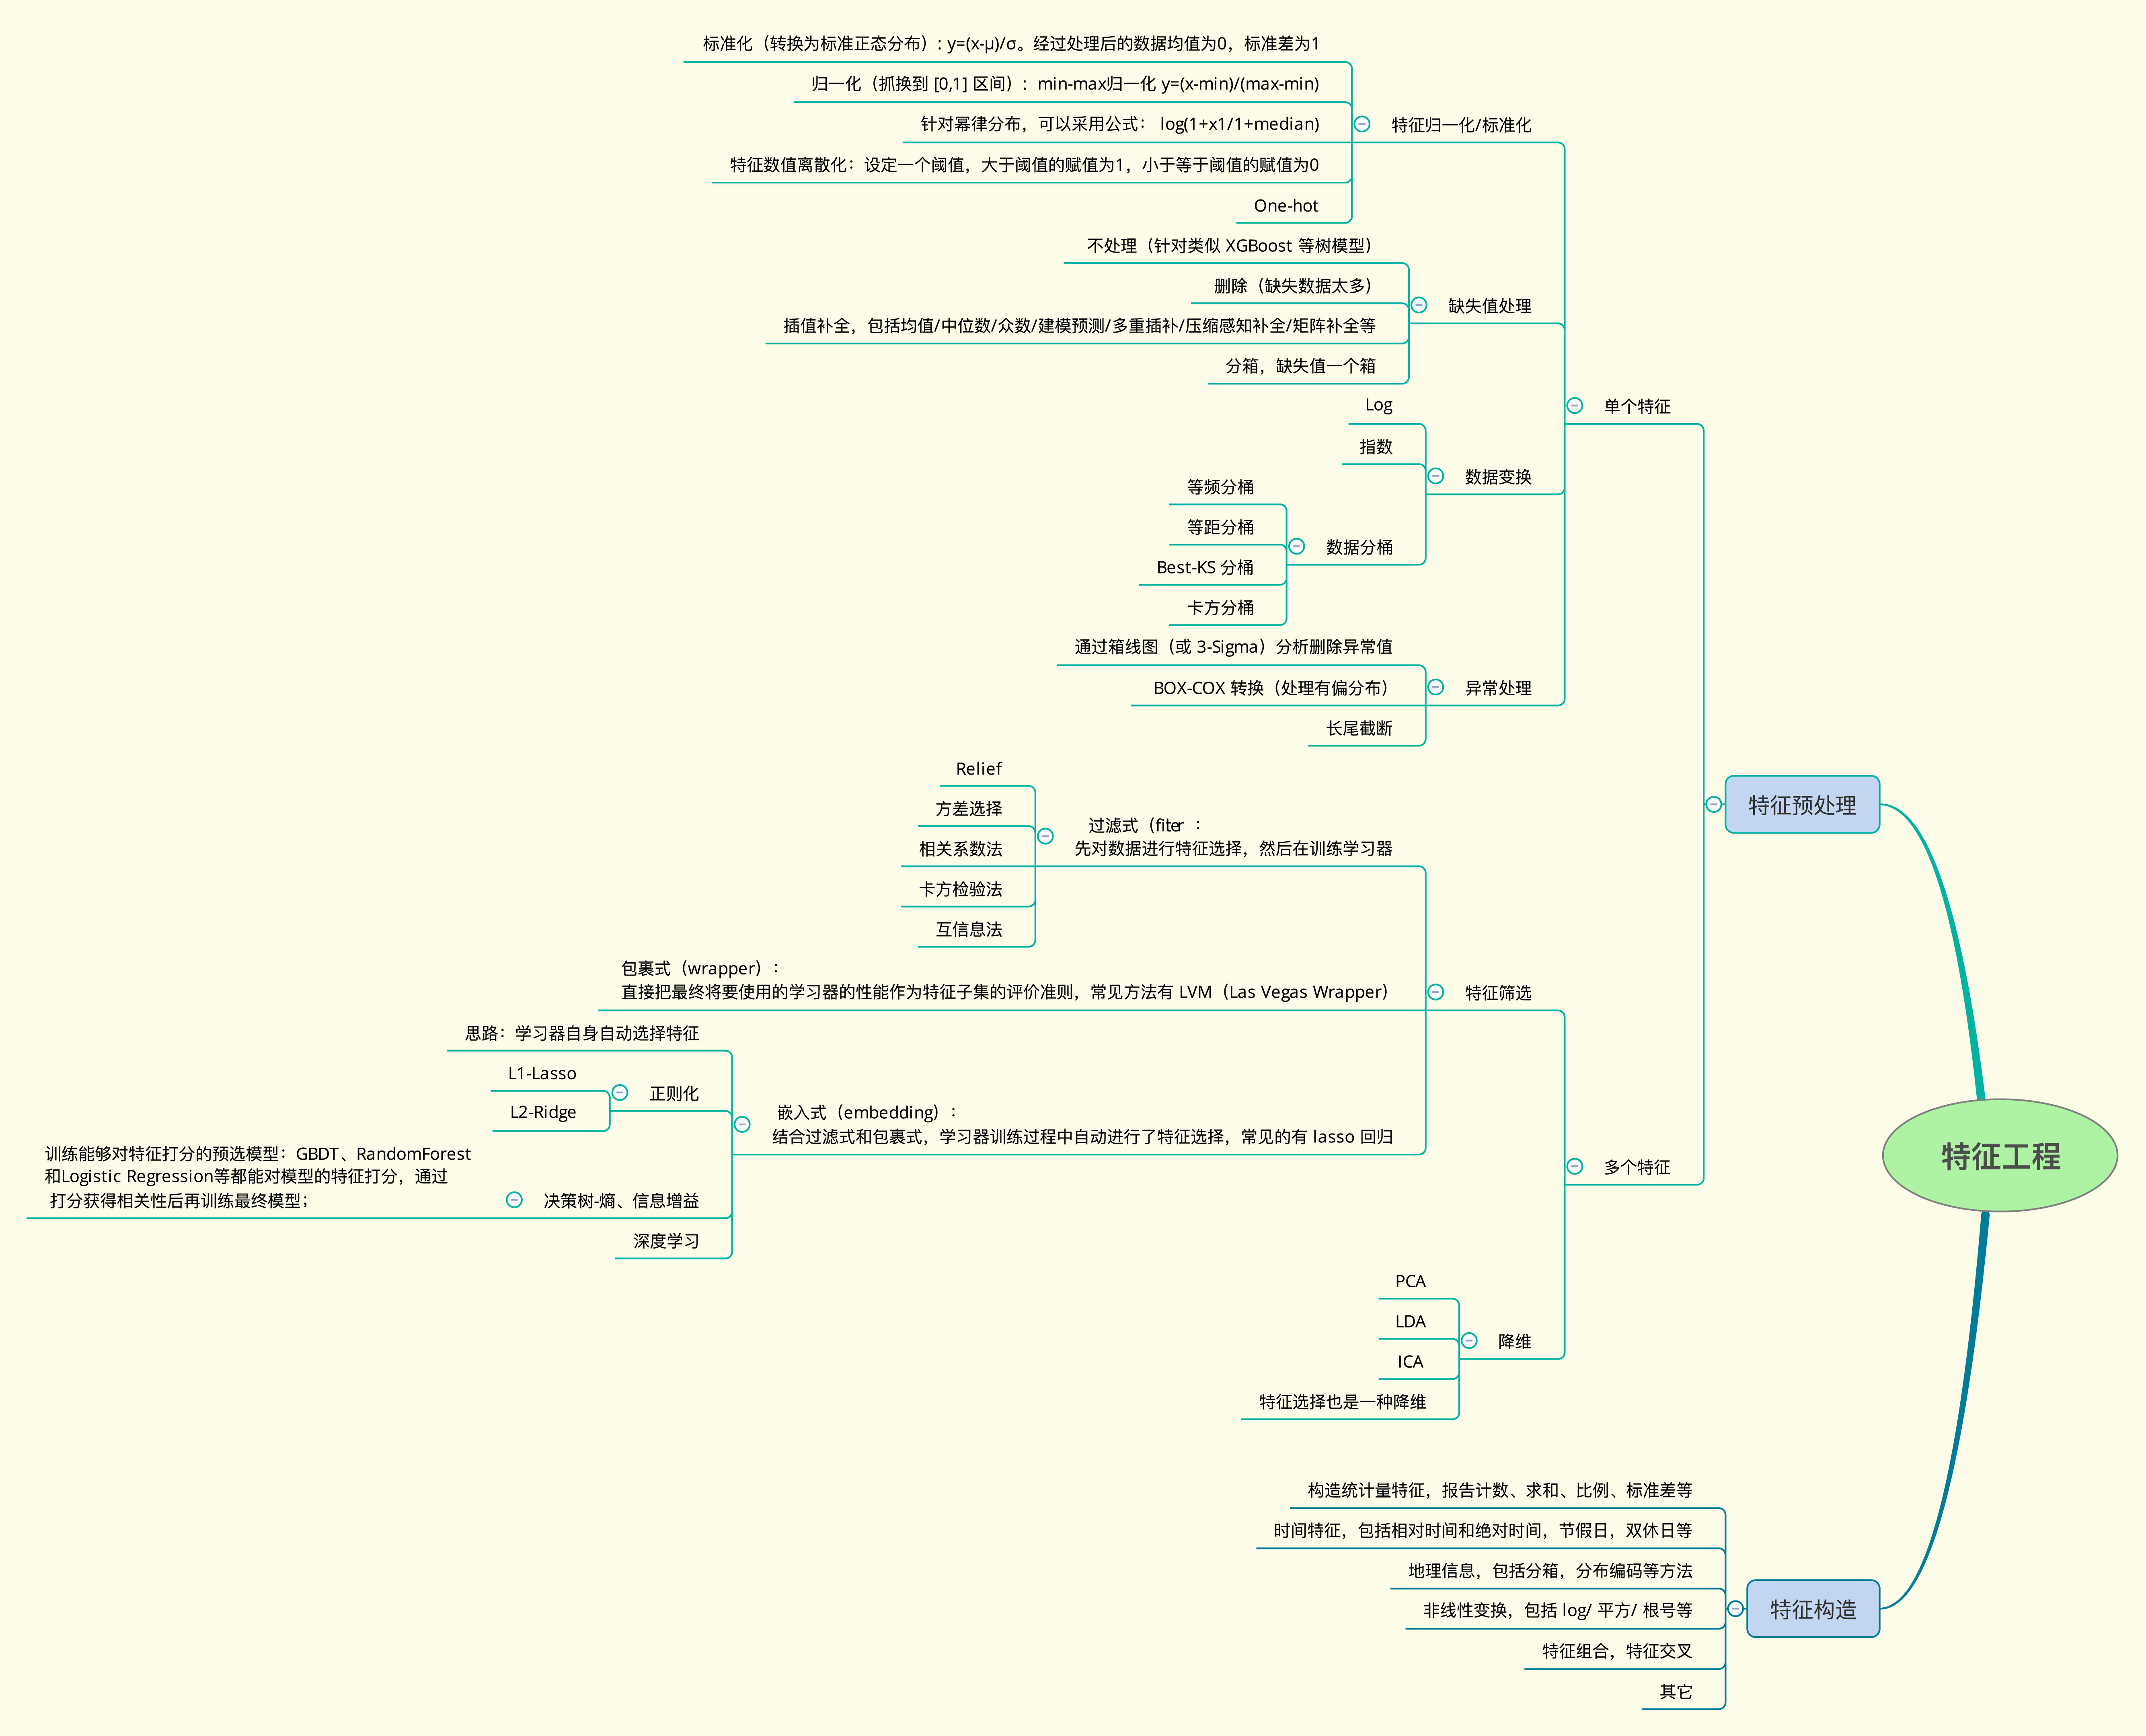 标准化（转换为标准正态分布）: y=(x-μ)/σ。经过处理后的数据均值为0，标准差为1
归一化（抓换到 [0,1] 区间）: min-max归一化 y=(x-min)/(max-min)
针对幂律分布，可以采用公式： log(1+x1/1+median)
特征归一化/标准化
特征数值离散化：设定一个阈值，大于阈值的赋值为1，小于等于阈值的赋值为0
One-hot
不处理（针对类似 XGBoost 等树模型）
删除（缺失数据太多）
缺失值处理
插值补全，包括均值/中位数/众数/建模预测/多重插补/压缩感知补全/矩阵补全等
分箱，缺失值一个箱
单个特征
Log
指数
数据变换
等频分桶
等距分桶
数据分桶
Best-KS 分桶
卡方分桶
通过箱线图（或 3-Sigma）分析删除异常值
BOX-COX 转换（处理有偏分布）
异常处理
长尾截断
特征预处理
Relief
方差选择
过滤式（fiter ：
先对数据进行特征选择，然后在训练学习器
相关系数法
卡方检验法
互信息法
包裹式（wrapper）:
直接把最终将要使用的学习器的性能作为特征子集的评价准则，常见方法有 LVM（Las Vegas Wrapper）
特征筛选
思路：学习器自身自动选择特征
L1-Lasso
正则化
L2-Ridge
嵌入式（embedding）:
结合过滤式和包裹式，学习器训练过程中自动进行了特征选择，常见的有 lasso 回归
训练能够对特征打分的预选模型：GBDT、RandomForest
和Logistic Regression等都能对模型的特征打分，通过
打分获得相关性后再训练最终模型；
决策树-熵、信息增益
深度学习
多个特征
特征工程
PCA
LDA
降维
ICA
特征选择也是一种降维
构造统计量特征，报告计数、求和、比例、标准差等
时间特征，包括相对时间和绝对时间，节假日，双休日等
地理信息，包括分箱，分布编码等方法
非线性变换，包括 log/ 平方/ 根号等
特征构造
特征组合，特征交叉
其它